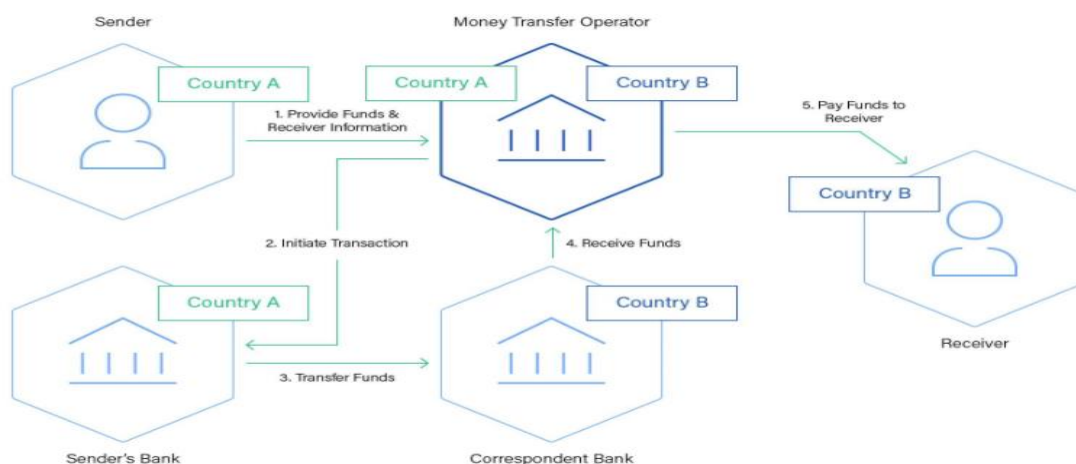 Sender
Money Transfer Operator
Country A
Country A
Country B
1. Provide Funds &
Receiver Information
5. Pay Funds to
Receiver
Country B
2. Initiate Transaction
4. Receive Funds
Country A
Country B
Receiver
3. Transfer Funds
Sender's Bank
Correspondent Bank